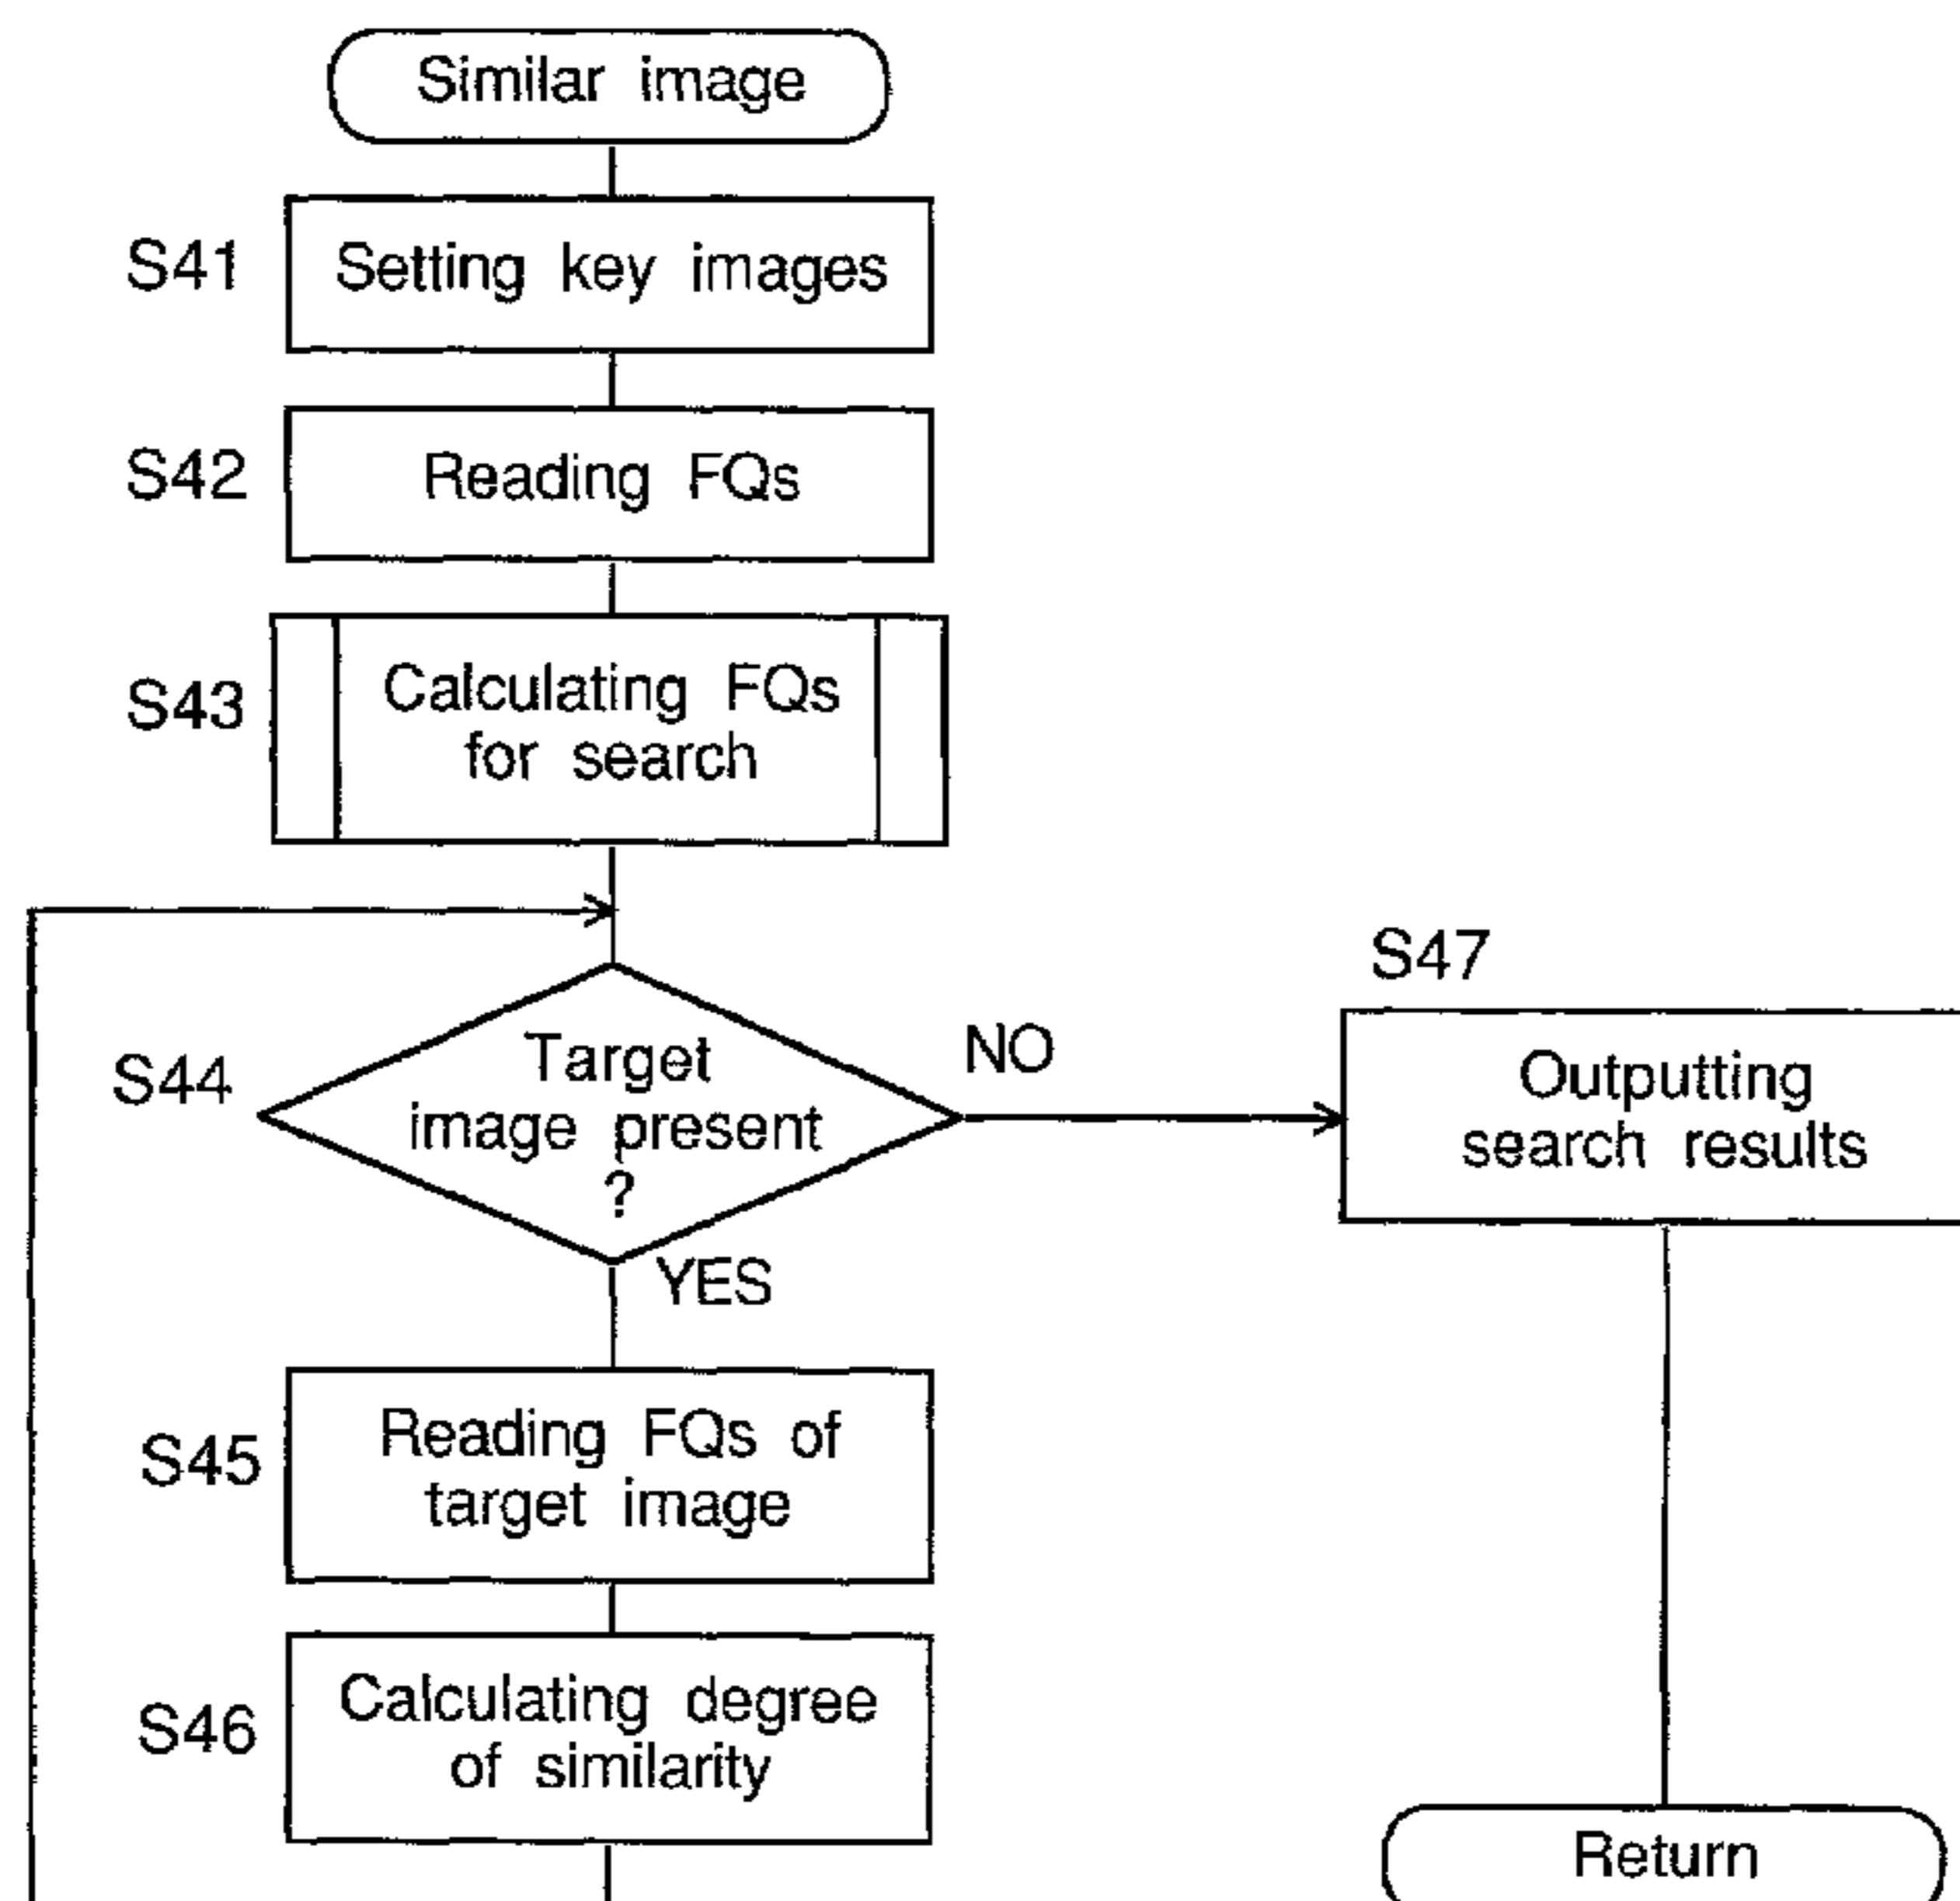 Similar image
S41
Setting key images
S42
Reading FQs
S43
Calculating FQs
for search
S44
Target
image present
?
NO
YES
S47
Outputting
search results
S45
Reading FQs of
target image
S46
Calculating degree
of similarity
Return